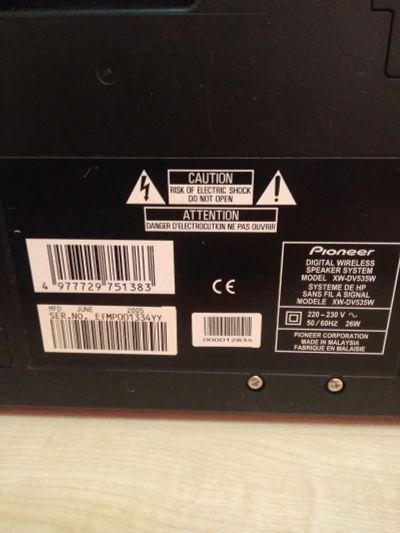 CAUTION
RISK OF ELECTRIC SHOCK
DO NOT OPEN
ATTENTION
DANGER D'ELECTROCUTION NE PAS OUVRIR
4 977729 751383
MFD. JUNE 2005
SER.NO. EFMP001334YY
CE
000012834
Pioneer
DIGITAL WIRELESS
SPEAKER SYSTEM
MODEL XW-DV535W
SYSTEME DE HP
SANS FIL A SIGNAL
MODELE XW-DV535W
220-230 V ~
50/60Hz 26W
PIONEER CORPORATION
MADE IN MALAYSIA
FABRIQUE EN MALAISIE